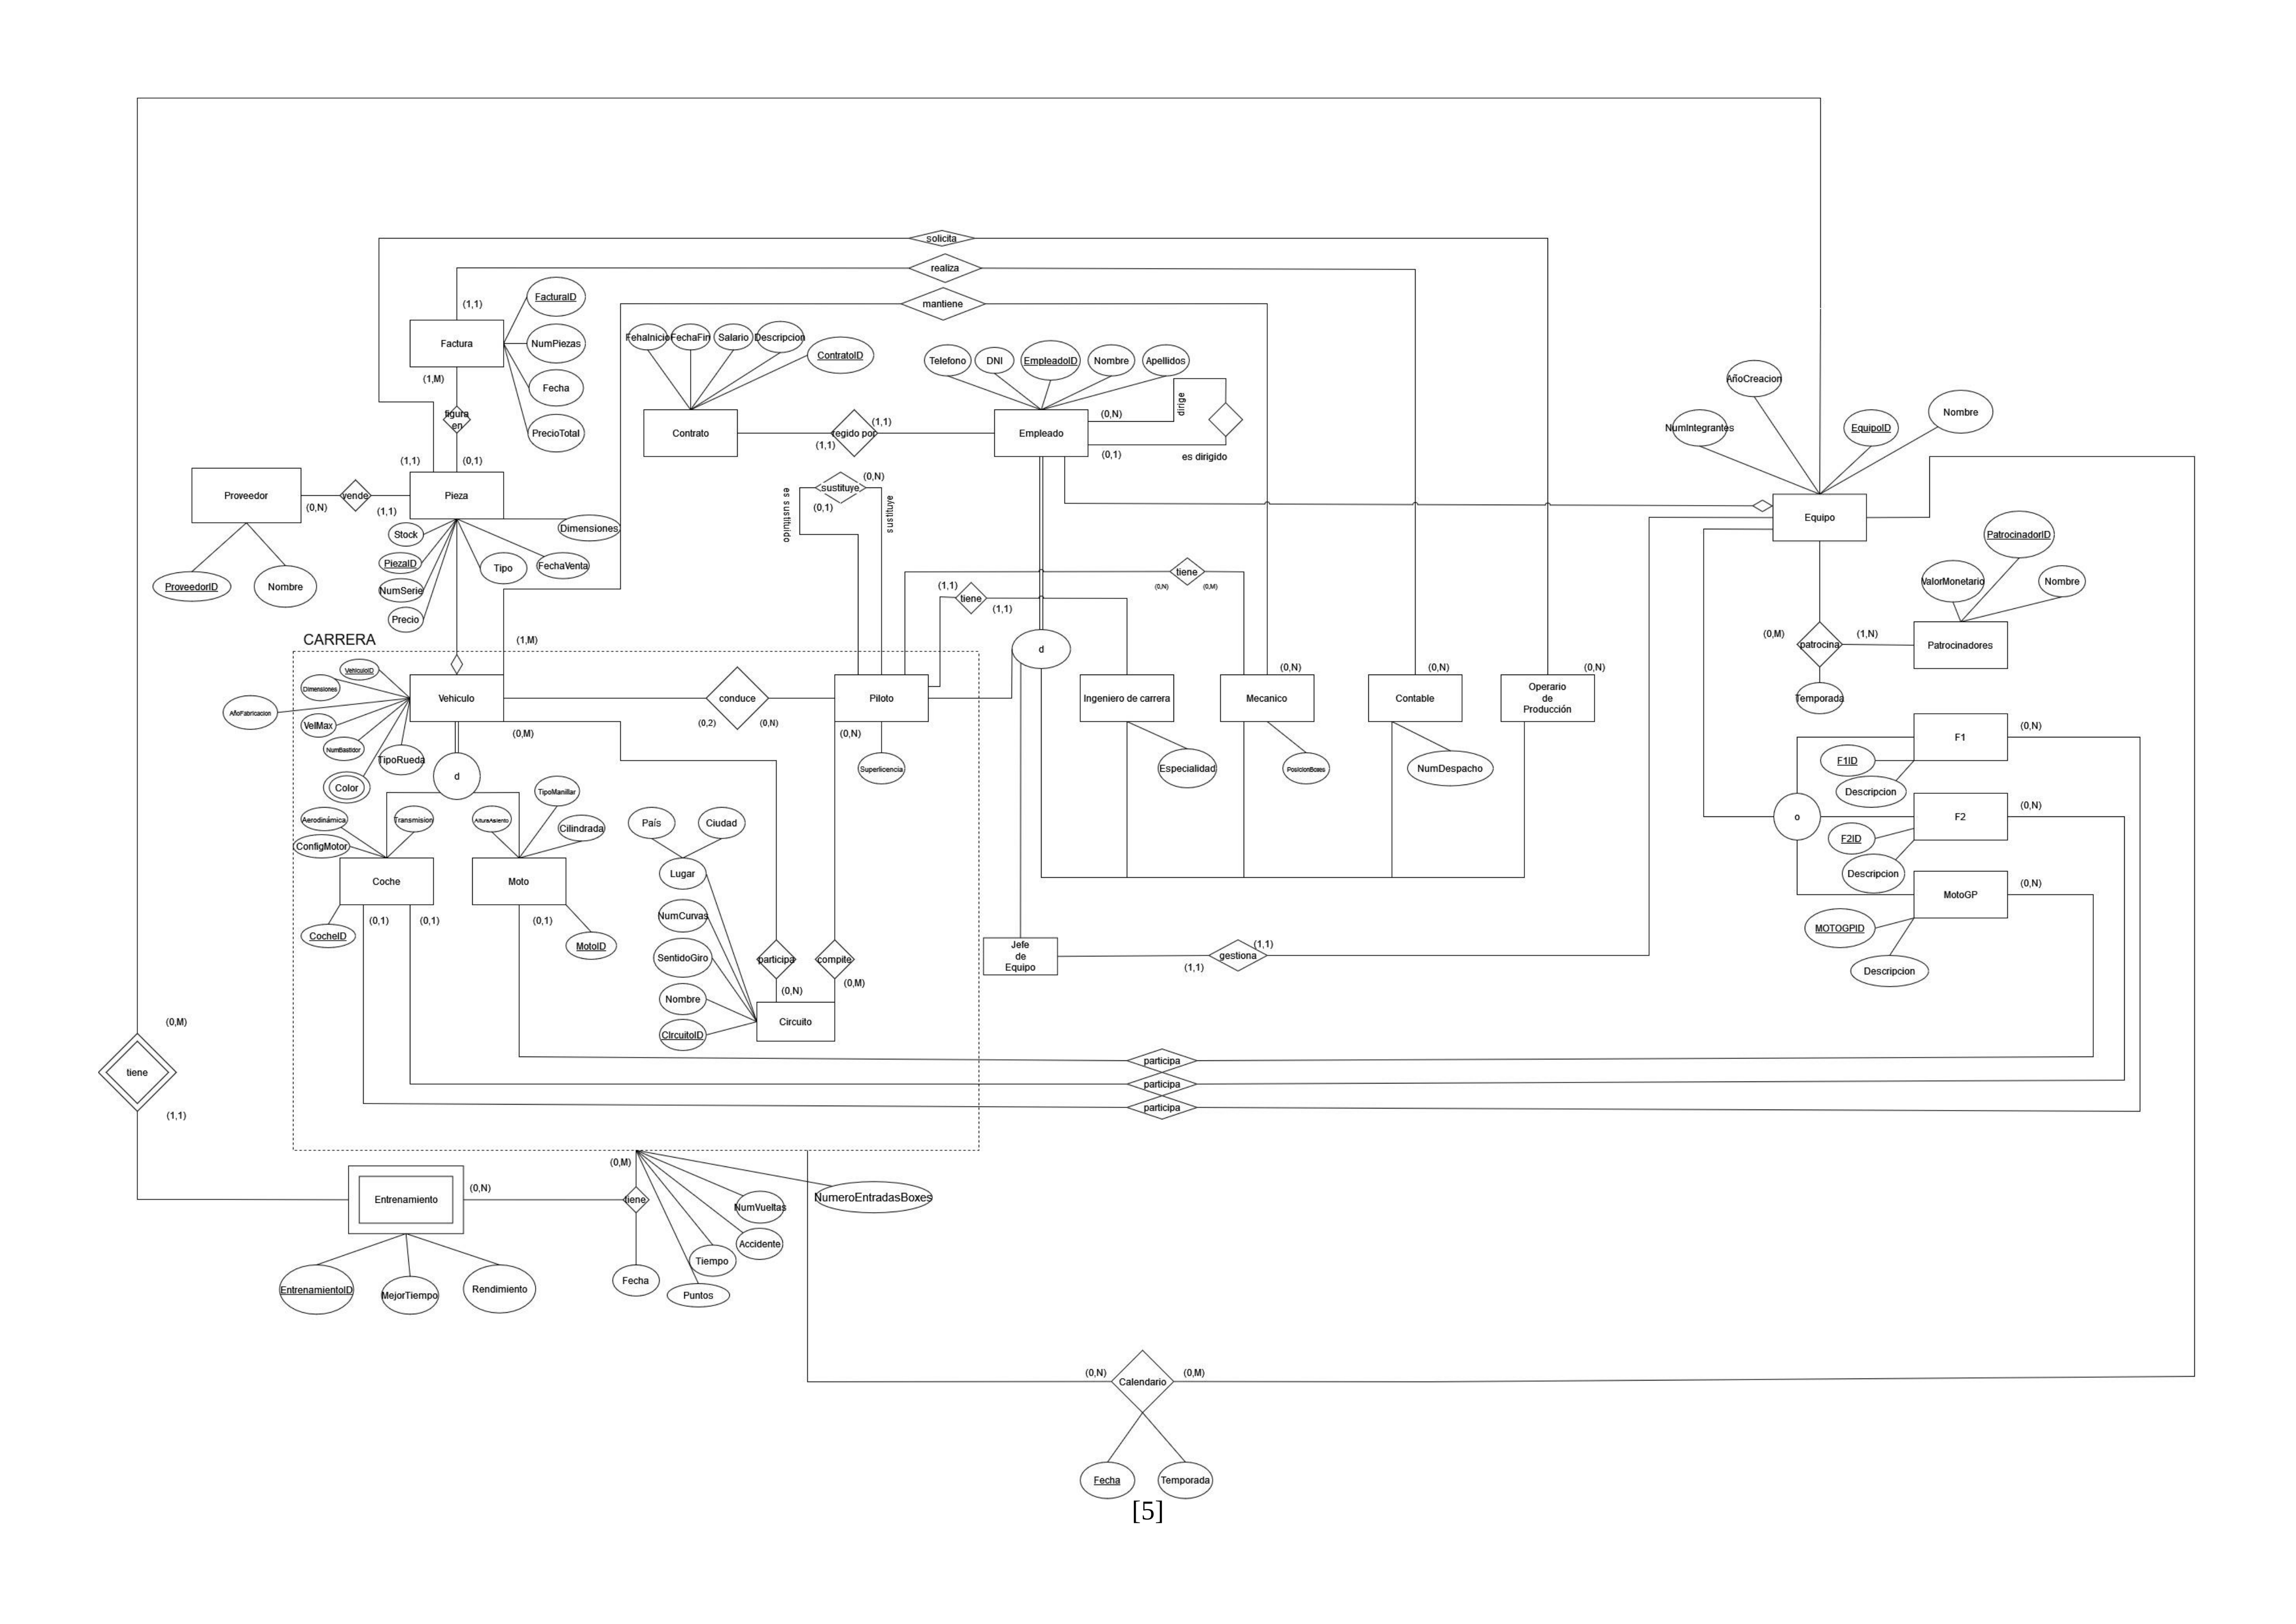 solicita
realiza
mantiene
(1,1)
FacturaID
Factura
NumPiezas
Fecha
PrecioTotal
(1,M)
figura
en
(1,1)
(0,1)
FehaInicio
FechaFin
Salario
Descripcion
ContratoID
Contrato
regido por
(1,1)
(1,1)
Telefono
DNI
EmpleadoID
Nombre
Apellidos
Empleado
(0,N)
(0,1)
dirige
es dirigido
AñoCreacion
NumIntegrantes
EquipoID
Nombre
Equipo
Proveedor
(0,N)
vende
(1,1)
Pieza
ProveedorID
Nombre
Stock
PiezaID
NumSerie
Precio
Tipo
FechaVenta
Dimensiones
sustituye
(0,N)
(0,1)
es sustituido
sustituye
tiene
(0,N)
(0,M)
(1,1)
tiene
(1,1)
d
PatrocinadorID
ValorMonetario
Nombre
(0,M)
patrocina
(1,N)
Patrocinadores
Temporada
CARRERA
(1,M)
VehiculoID
Dimensiones
AñoFabricacion
VelMax
NumBastidor
Color
TipoRueda
Vehiculo
(0,M)
conduce
(0,2)
(0,N)
Piloto
(0,N)
Superlicencia
Ingeniero de carrera
Especialidad
(0,N)
Mecanico
PosicionBoxes
(0,N)
Contable
NumDespacho
(0,N)
Operario
de
Producción
d
Aerodinámica
Transmision
ConfigMotor
Coche
CocheID
(0,1)
(0,1)
AlturaAsiento
TipoManillar
Cilindrada
Moto
(0,1)
MotoID
País
Ciudad
Lugar
NumCurvas
SentidoGiro
Nombre
CIrcuitoID
participa
(0,N)
compite
(0,M)
Circuito
Jefe
de
Equipo
(1,1)
gestiona
(1,1)
o
F1
(0,N)
F1ID
Descripcion
F2
(0,N)
F2ID
Descripcion
MotoGP
(0,N)
MOTOGPID
Descripcion
participa
participa
participa
(0,M)
tiene
(1,1)
Entrenamiento
(0,N)
EntrenamientoID
MejorTiempo
Rendimiento
(0,M)
tiene
Fecha
Puntos
Tiempo
Accidente
NumVueltas
NumeroEntradasBoxes
(0,N)
Calendario
(0,M)
Fecha
Temporada
[5]